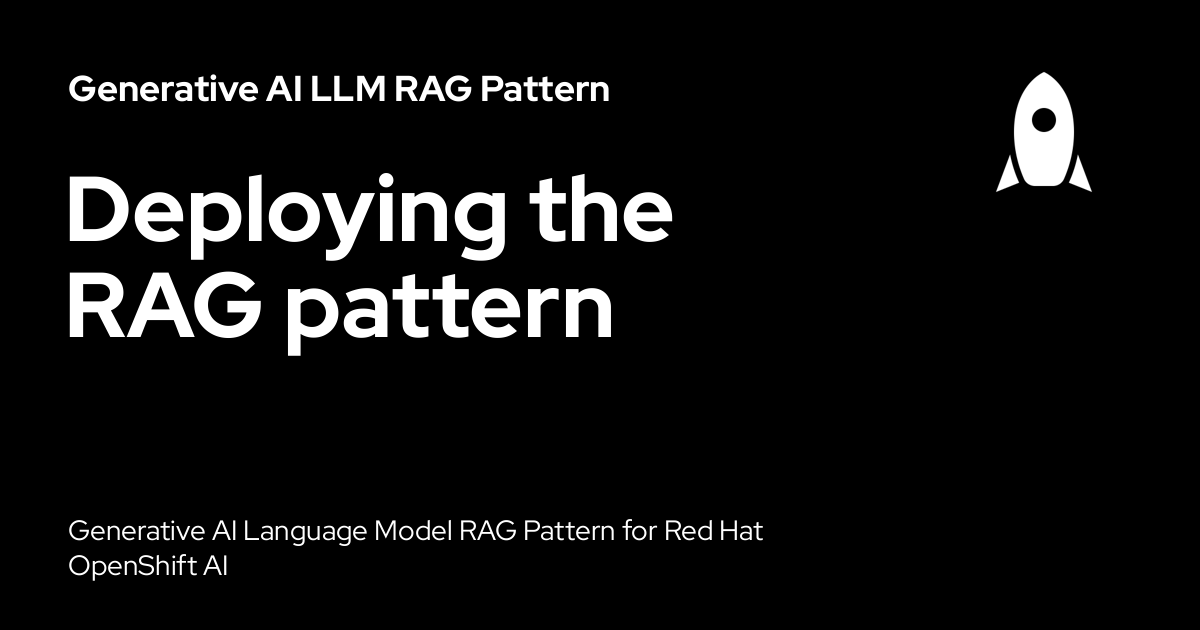 Generative AI LLM RAG Pattern
Deploying the
RAG pattern
Generative AI Language Model RAG Pattern for Red Hat
OpenShift AI